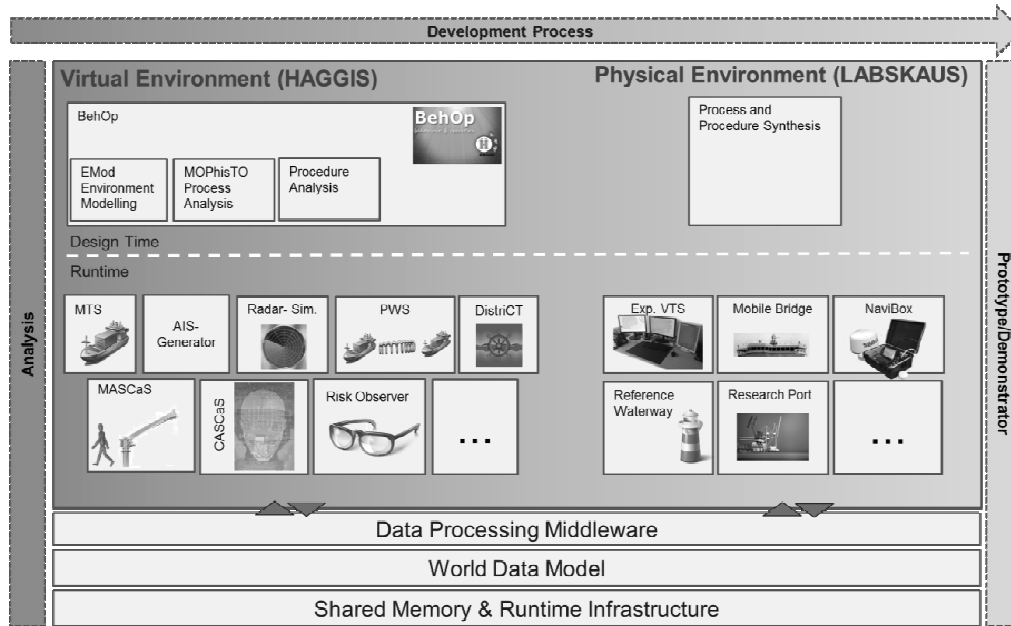 Development Process
Analysis
Prototype/Demonstrator
Virtual Environment (HAGGIS)
Physical Environment (LABSKAUS)
BehOp
BehOp
EMod
Environment
Modelling
MOPhisTO
Process
Analysis
Procedure
Analysis
Process and
Procedure Synthesis
Design Time
Runtime
MTS
AIS-
Generator
Radar- Sim.
PWS
DistriCT
Exp. VTS
Mobile Bridge
NaviBox
MASCaS
CASCaS
Risk Observer
...
Reference
Waterway
Research Port
...
Data Processing Middleware
World Data Model
Shared Memory & Runtime Infrastructure